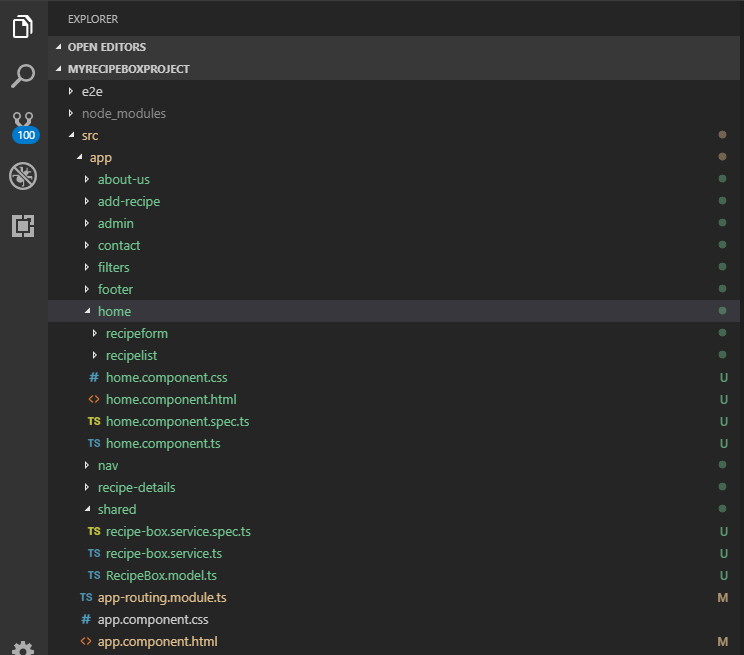 EXPLORER
OPEN EDITORS
MYRECIPEBOXPROJECT
e2e
node_modules
100
src
app
about-us
add-recipe
admin
contact
filters
footer
home
recipeform
recipelist
# home.component.css U
<> home.component.html U
TS home.component.spec.ts U
TS home.component.ts U
nav
recipe-details
shared
TS recipe-box.service.spec.ts U
TS recipe-box.service.ts U
TS RecipeBox.model.ts U
TS app-routing.module.ts M
# app.component.css
<> app.component.html M